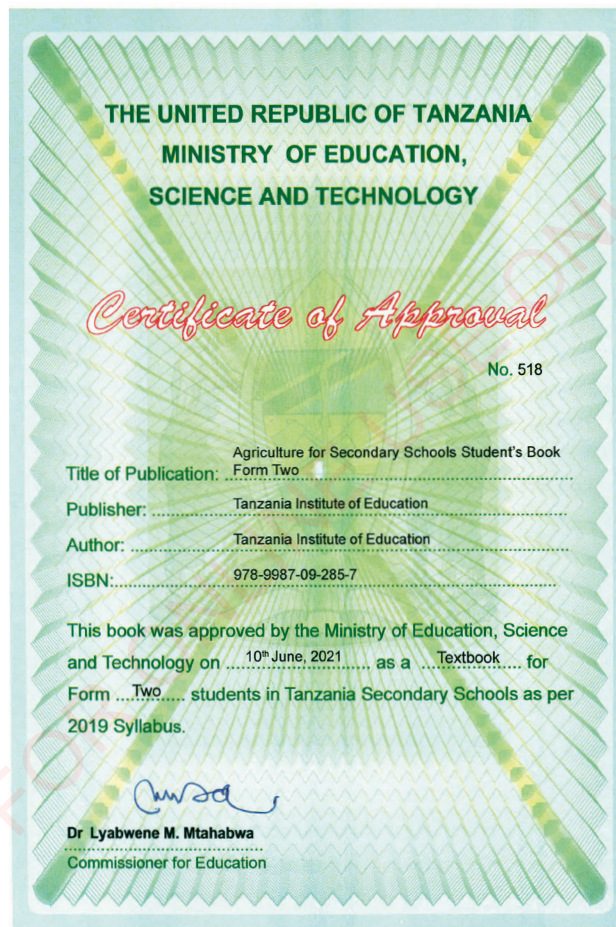 THE UNITED REPUBLIC OF TANZANIA
MINISTRY OF EDUCATION,
SCIENCE AND TECHNOLOGY
Certificate of Approval
No. 518
Title of Publication: Agriculture for Secondary Schools Student's Book
Form Two
Publisher: Tanzania Institute of Education
Author: Tanzania Institute of Education
ISBN: 978-9987-09-285-7
This book was approved by the Ministry of Education, Science
and Technology on 10th June, 2021 as a Textbook for
Form Two students in Tanzania Secondary Schools as per
2019 Syllabus.
Dr Lyabwene M. Mtahabwa
Commissioner for Education